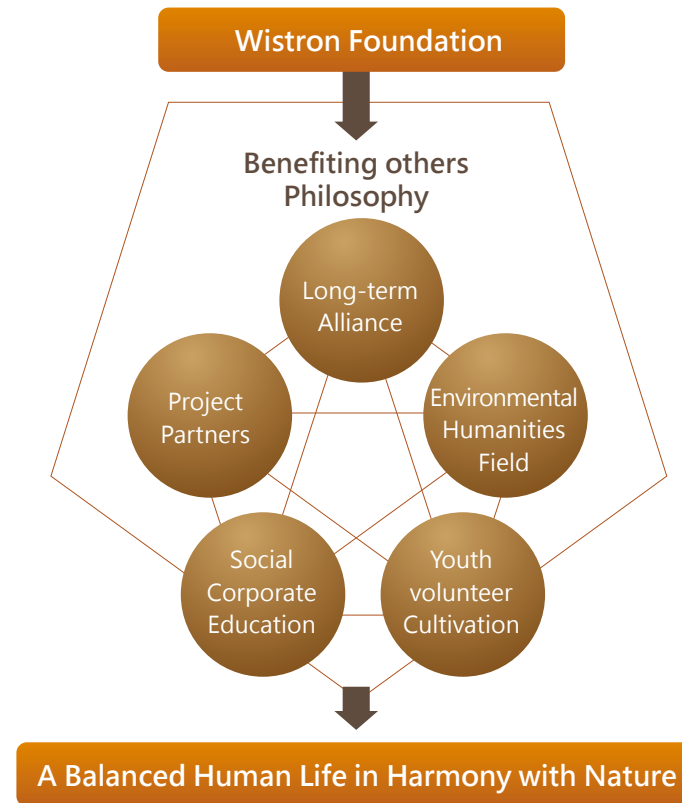 Wistron Foundation
Benefiting others
Philosophy
Long-term
Alliance
Project
Partners
Environmental
Humanities
Field
Social
Corporate
Education
Youth
volunteer
Cultivation
A Balanced Human Life in Harmony with Nature